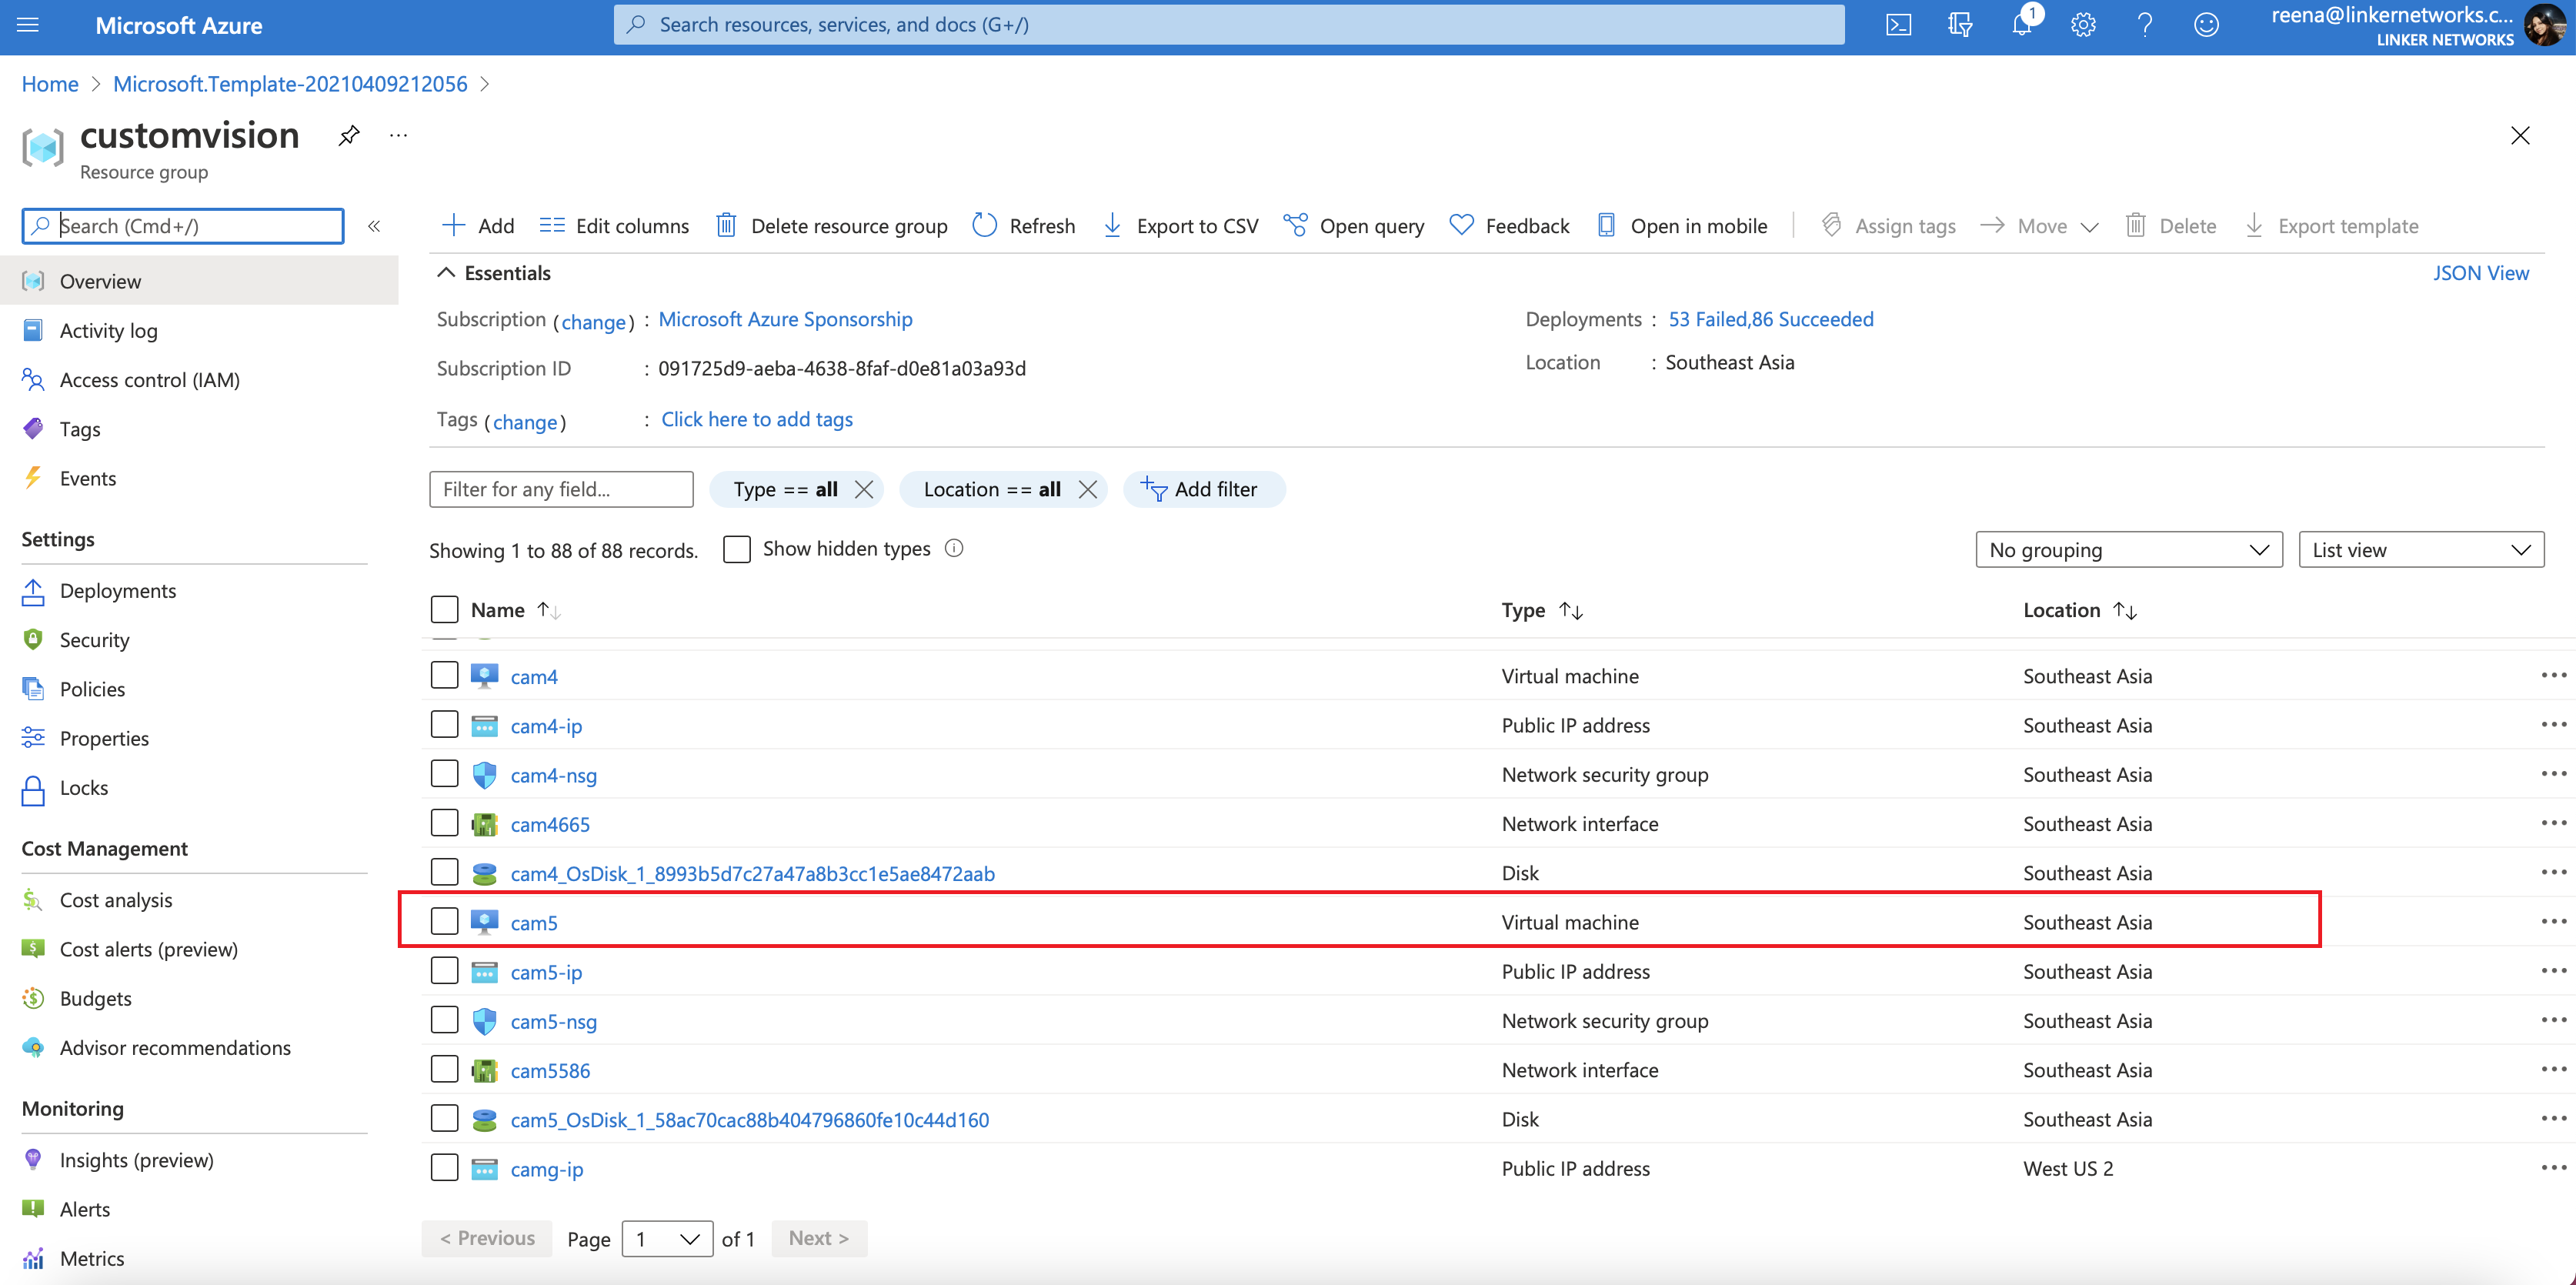 Microsoft Azure
Search resources, services, and docs (G+/)
1
reena@linkernetworks.c...
LINKER NETWORKS
Home > Microsoft.Template-20210409212056 >
customvision
...
Resource group
Search (Cmd+/)
«
Add
Edit columns
Delete resource group
Refresh
Export to CSV
Open query
Feedback
Open in mobile
Assign tags
Move
Delete
Export template
Overview
Activity log
Access control (IAM)
Tags
Events
Settings
Deployments
Security
Policies
Properties
Locks
Cost Management
Cost analysis
Cost alerts (preview)
Budgets
Advisor recommendations
Monitoring
Insights (preview)
Alerts
Metrics
Essentials
JSON View
Subscription (change) : Microsoft Azure Sponsorship
Deployments : 53 Failed,86 Succeeded
Subscription ID : 091725d9-aeba-4638-8faf-d0e81a03a93d
Location : Southeast Asia
Tags (change) : Click here to add tags
Filter for any field...
Type == all
Location == all
Add filter
Showing 1 to 88 of 88 records.
Show hidden types
No grouping
List view
Name Type Location
cam4 Virtual machine Southeast Asia
cam4-ip Public IP address Southeast Asia
cam4-nsg Network security group Southeast Asia
cam4665 Network interface Southeast Asia
cam4_OsDisk_1_8993b5d7c27a47a8b3cc1e5ae8472aab Disk Southeast Asia
cam5 Virtual machine Southeast Asia
cam5-ip Public IP address Southeast Asia
cam5-nsg Network security group Southeast Asia
cam5586 Network interface Southeast Asia
cam5_OsDisk_1_58ac70cac88b404796860fe10c44d160 Disk Southeast Asia
camg-ip Public IP address West US 2
< Previous Page 1 of 1 Next >